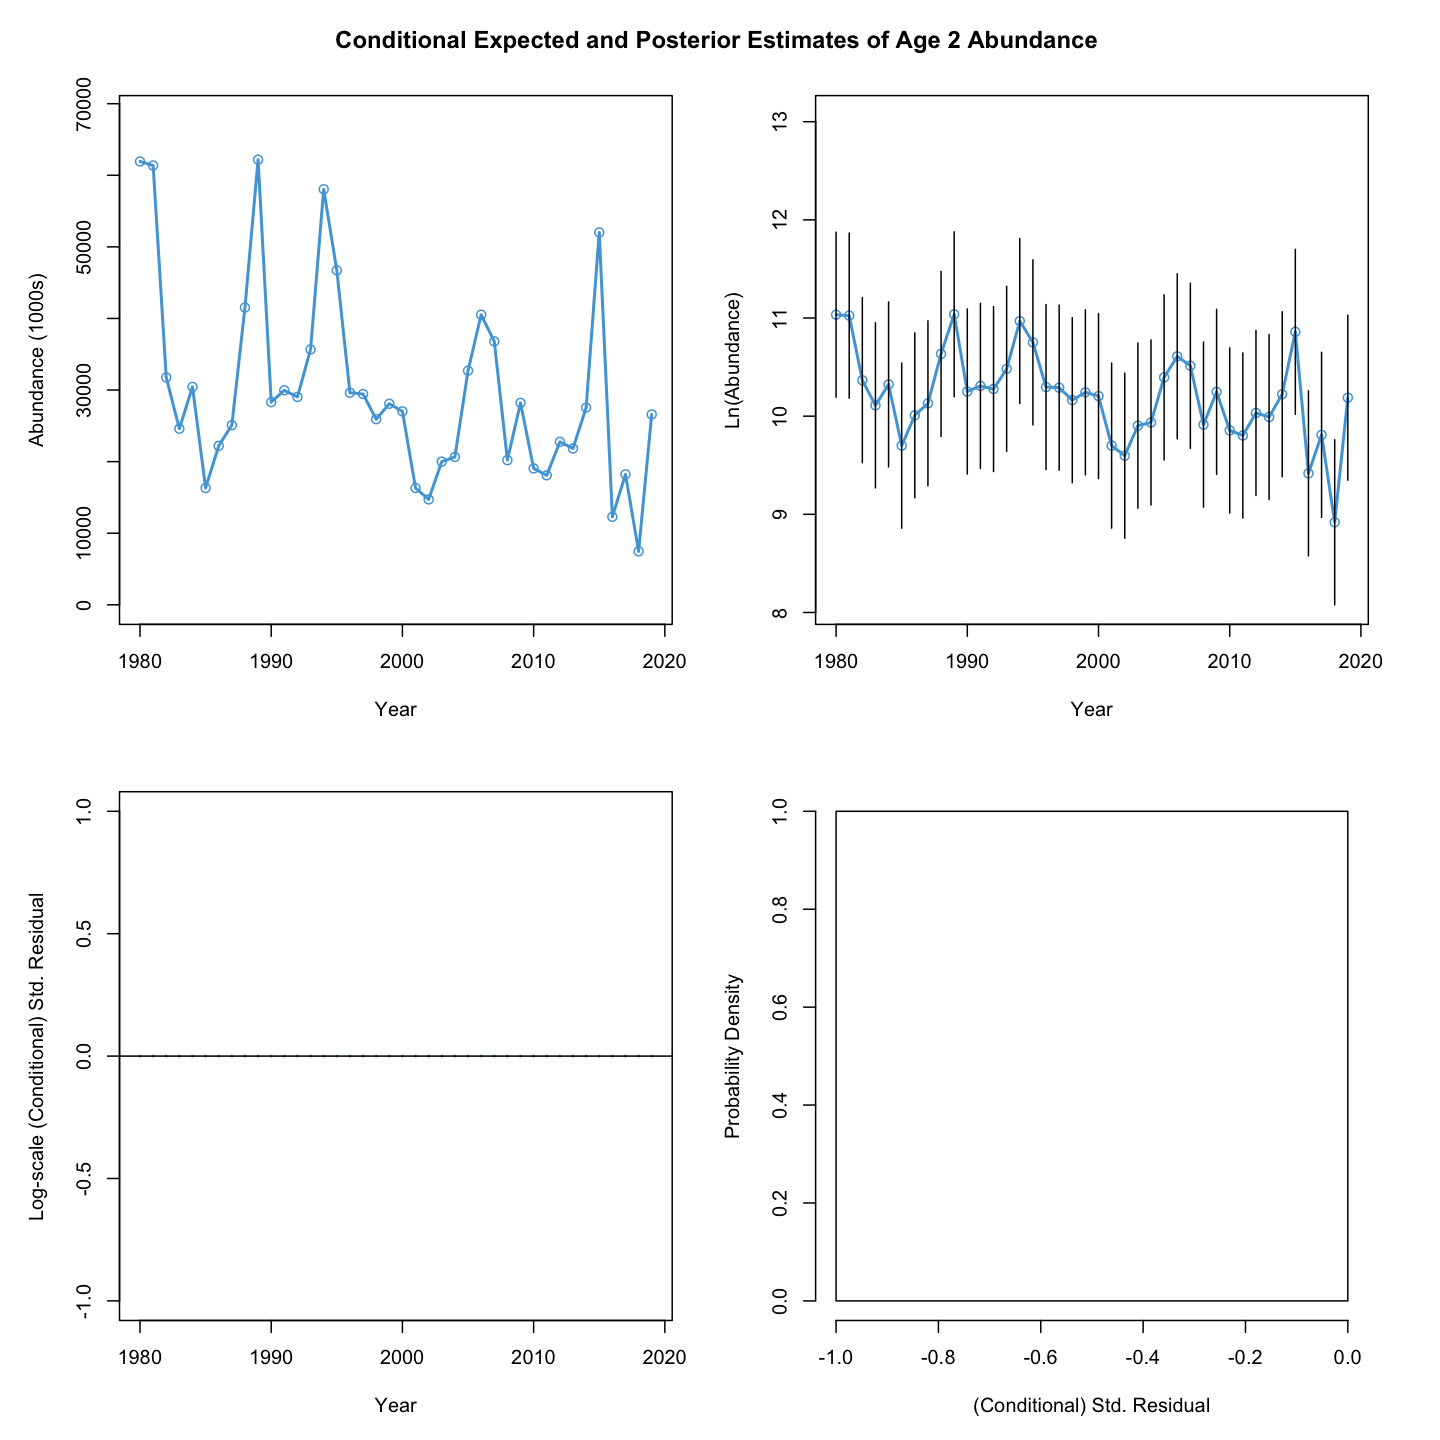 Conditional Expected and Posterior Estimates of Age 2 Abundance
Abundance (1000s)
70000
50000
30000
10000
0
1980 1990 2000 2010 2020
Year
Ln(Abundance)
13
12
11
10
9
8
1980 1990 2000 2010 2020
Year
Log-scale (Conditional) Std. Residual
1.0
0.5
0.0
-0.5
-1.0
1980 1990 2000 2010 2020
Year
Probability Density
1.0
0.8
0.6
0.4
0.2
0.0
-1.0 -0.8 -0.6 -0.4 -0.2 0.0
(Conditional) Std. Residual